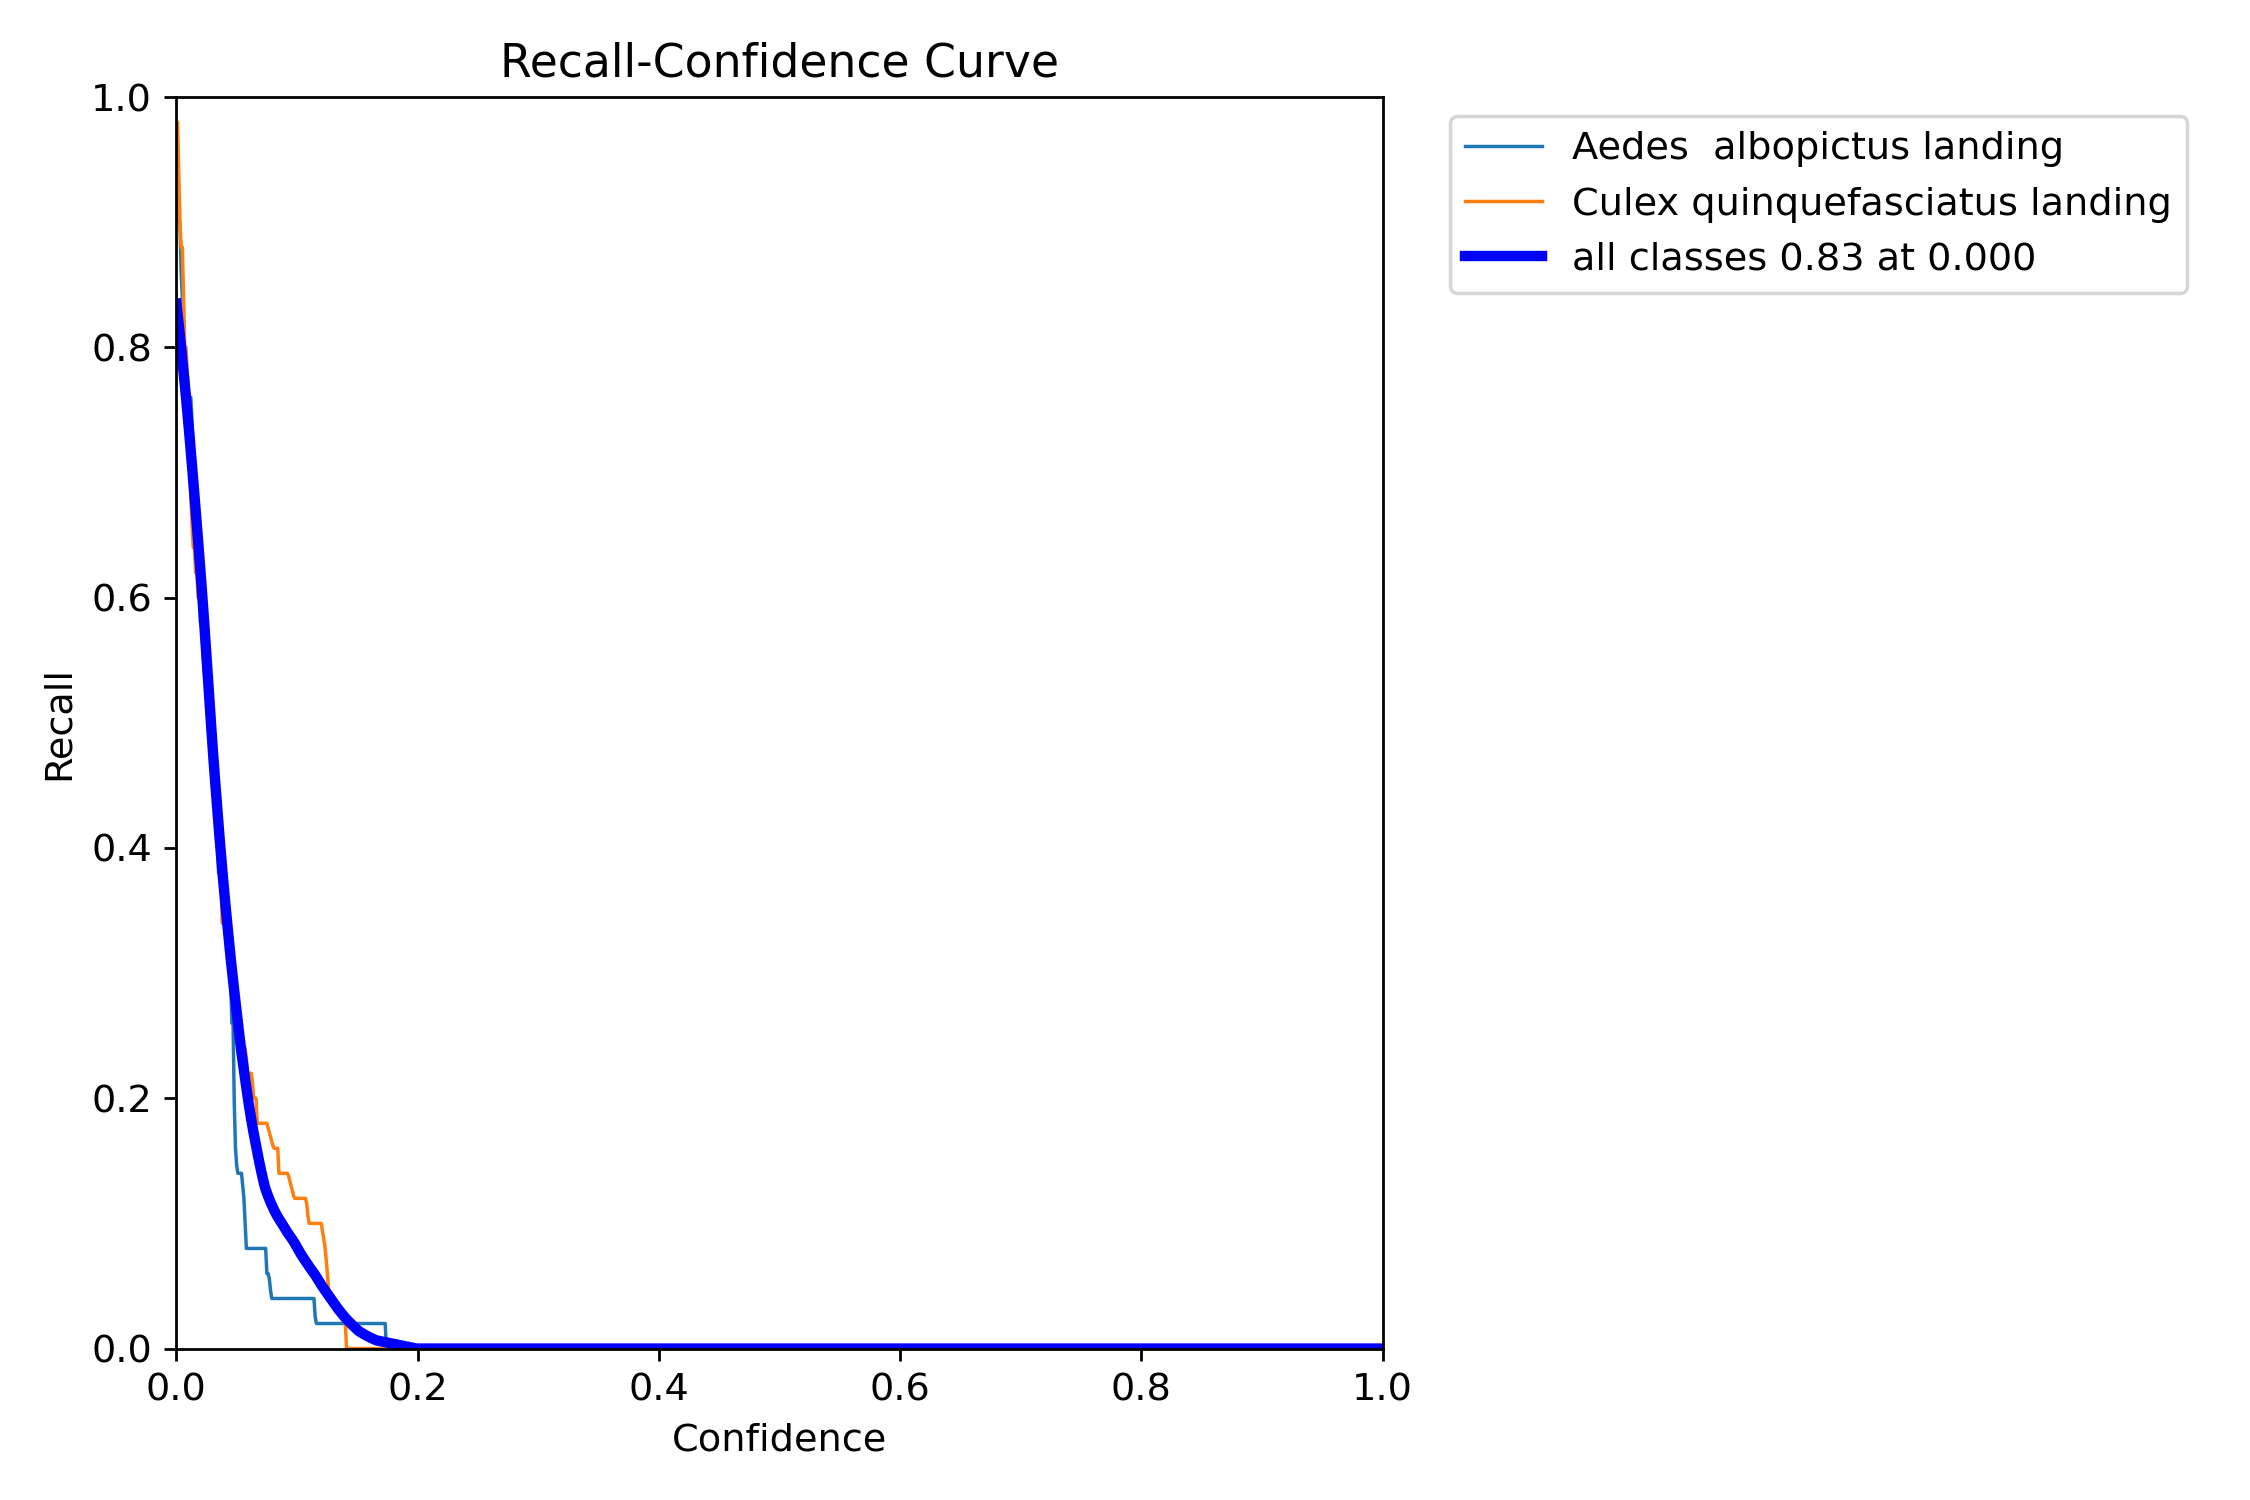 Recall-Confidence Curve
1.0
0.8
0.6
0.4
0.2
0.0
Recall
0.0 0.2 0.4 0.6 0.8 1.0
Confidence
Aedes  albopictus landing
Culex quinquefasciatus landing
all classes 0.83 at 0.000